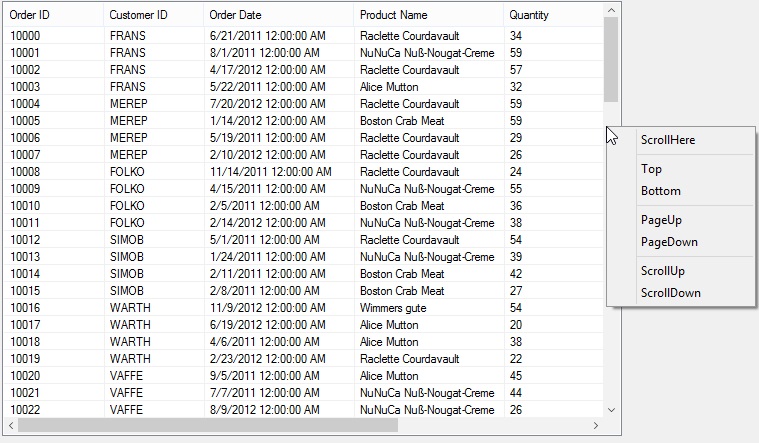 Order ID Customer ID Order Date Product Name Quantity
10000 FRANS 6/21/2011 12:00:00 AM Raclette Courdavault 34
10001 FRANS 8/1/2011 12:00:00 AM NuNuCa Nuß-Nougat-Creme 59
10002 FRANS 4/17/2012 12:00:00 AM Raclette Courdavault 57
10003 FRANS 5/22/2011 12:00:00 AM Alice Mutton 32
10004 MEREP 7/20/2012 12:00:00 AM Raclette Courdavault 59
10005 MEREP 1/14/2012 12:00:00 AM Boston Crab Meat 59
10006 MEREP 5/19/2011 12:00:00 AM Raclette Courdavault 29
10007 MEREP 2/10/2012 12:00:00 AM NuNuCa Nuß-Nougat-Creme 26
10008 FOLKO 11/14/2011 12:00:00 AM Raclette Courdavault 24
10009 FOLKO 4/15/2011 12:00:00 AM NuNuCa Nuß-Nougat-Creme 55
10010 FOLKO 2/5/2011 12:00:00 AM Boston Crab Meat 36
10011 FOLKO 2/14/2012 12:00:00 AM NuNuCa Nuß-Nougat-Creme 38
10012 SIMOB 5/1/2011 12:00:00 AM Raclette Courdavault 54
10013 SIMOB 1/24/2011 12:00:00 AM NuNuCa Nuß-Nougat-Creme 39
10014 SIMOB 2/11/2011 12:00:00 AM Boston Crab Meat 42
10015 SIMOB 2/8/2011 12:00:00 AM Boston Crab Meat 27
10016 WARTH 11/9/2012 12:00:00 AM Wimmers gute 54
10017 WARTH 6/19/2012 12:00:00 AM Alice Mutton 20
10018 WARTH 4/6/2011 12:00:00 AM Alice Mutton 38
10019 WARTH 2/23/2012 12:00:00 AM Raclette Courdavault 22
10020 VAFFE 9/5/2011 12:00:00 AM Alice Mutton 45
10021 VAFFE 7/7/2011 12:00:00 AM NuNuCa Nuß-Nougat-Creme 44
10022 VAFFE 8/9/2012 12:00:00 AM NuNuCa Nuß-Nougat-Creme 26
ScrollHere
Top
Bottom
PageUp
PageDown
ScrollUp
ScrollDown